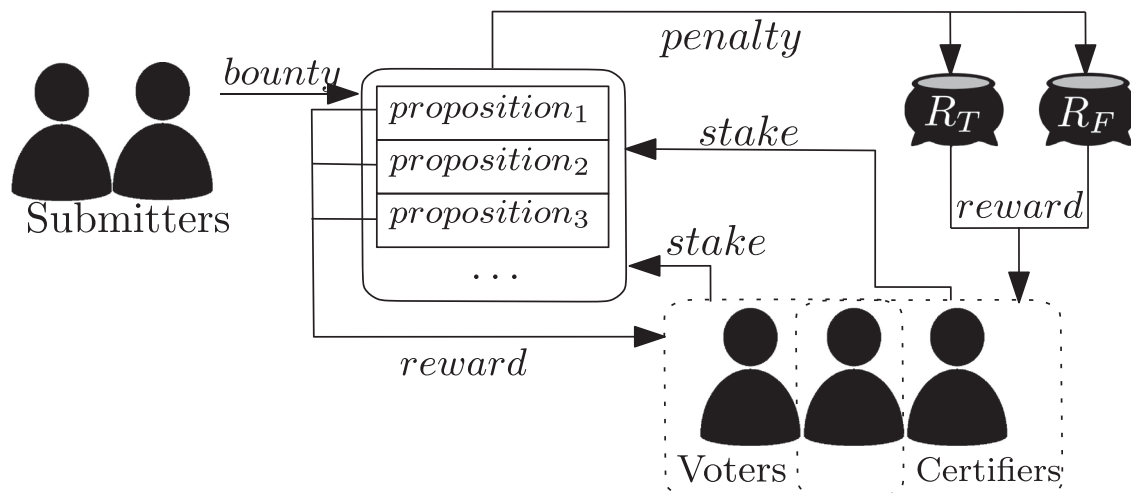 penalty
bounty
proposition₁
R_T
R_F
stake
proposition₂
proposition₃
reward
Submitters
stake
...
reward
Voters
Certifiers